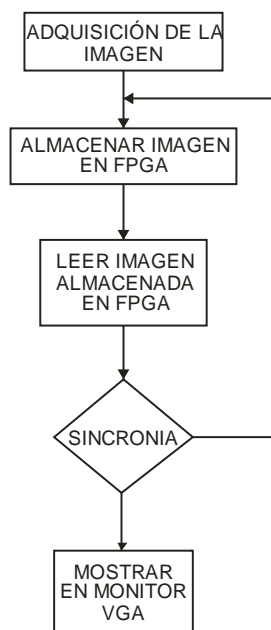 ADQUISICIÓN DE LA
IMAGEN
ALMACENAR IMAGEN
EN FPGA
LEER IMAGEN
ALMACENADA
EN FPGA
SINCRONIA
MOSTRAR
EN MONITOR
VGA